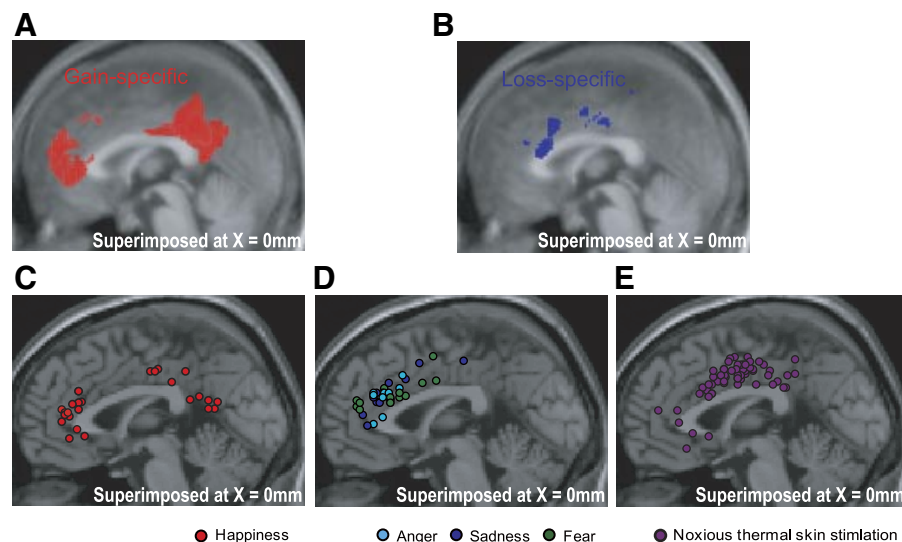 A
B
Gain-specific
Loss-specific
Superimposed at X = 0mm
Superimposed at X = 0mm
C
D
E
Superimposed at X = 0mm
Superimposed at X = 0mm
Superimposed at X = 0mm
Happiness
Anger
Sadness
Fear
Noxious thermal skin stimlation